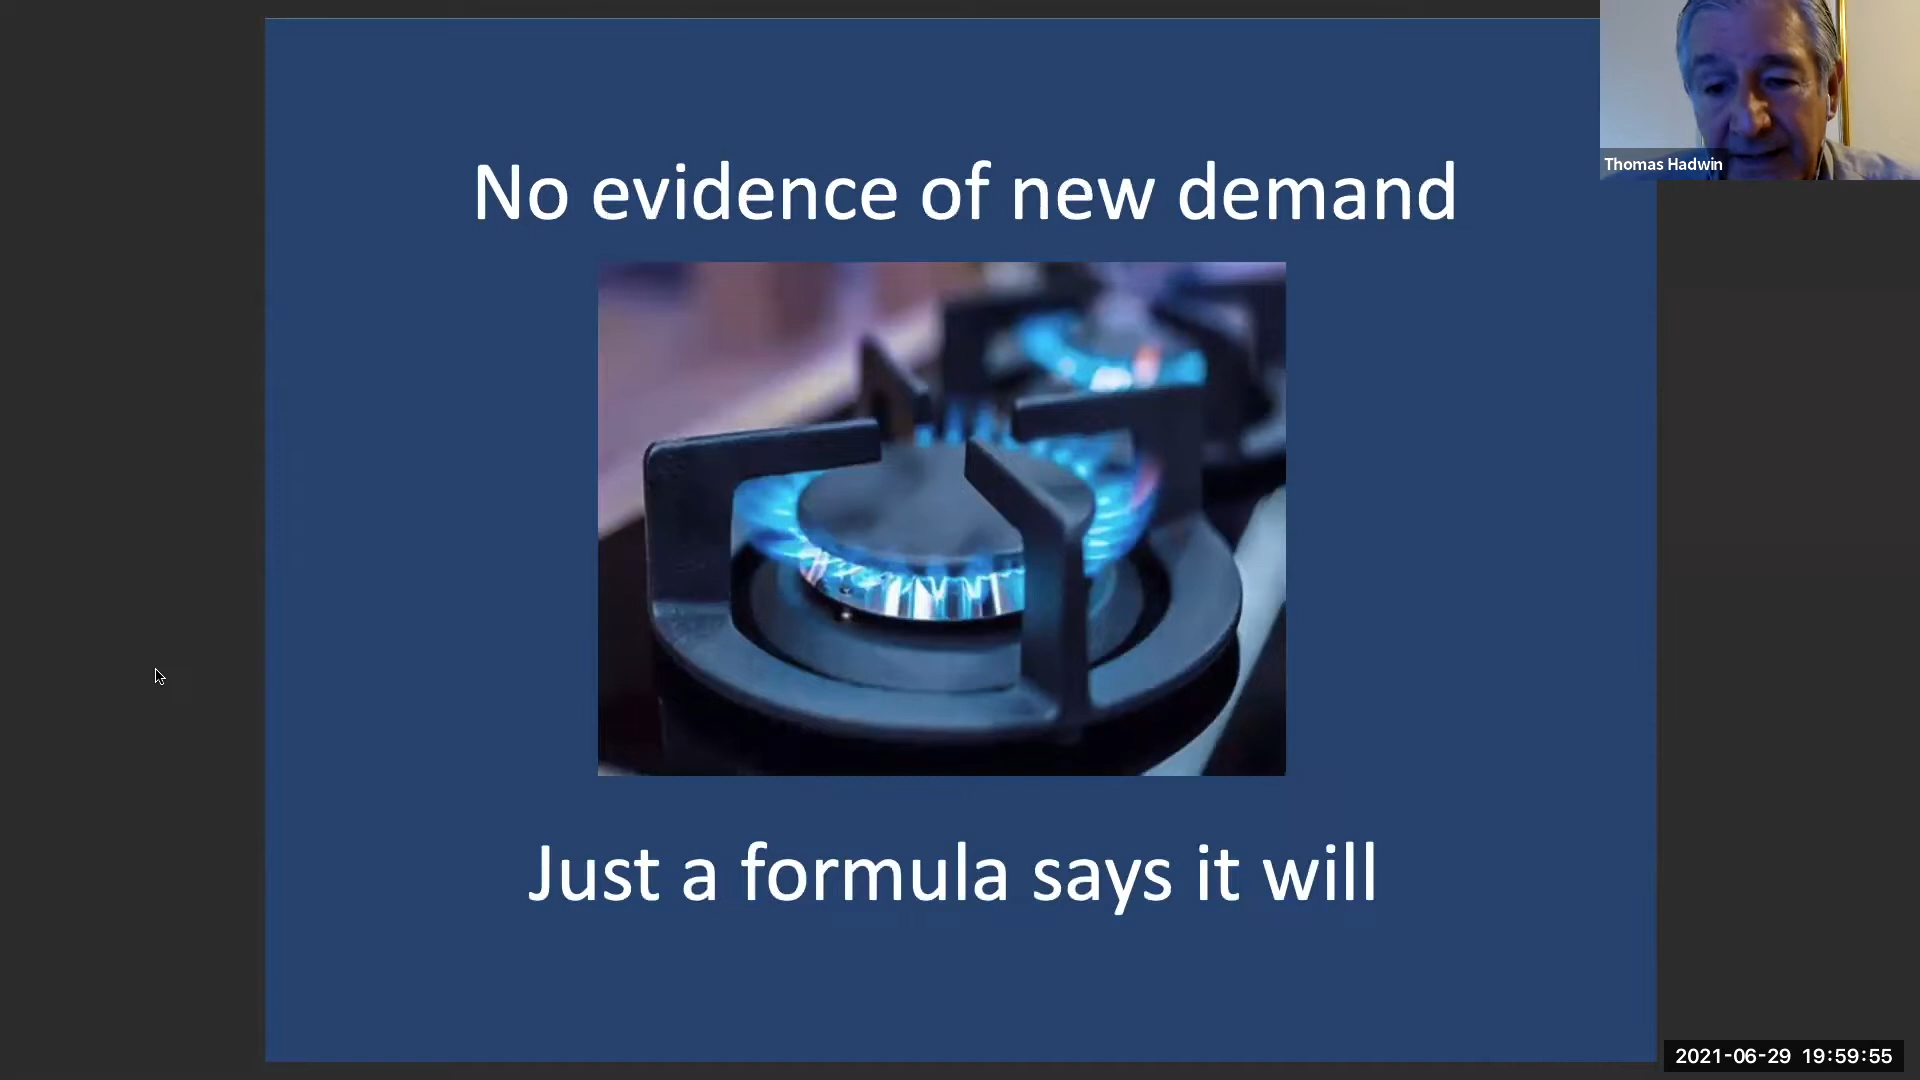 No evidence of new demand
Thomas Hadwin
Just a formula says it will
2021-06-29 19:59:55